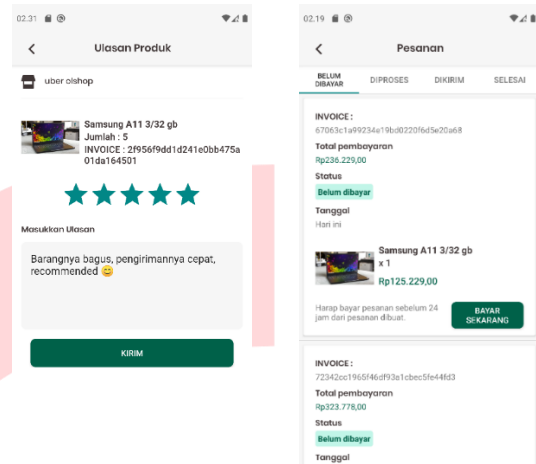 02.31
Ulasan Produk
uber olshop
Samsung A11 3/32 gb
Jumlah : 5
INVOICE : 2f956f9dd1d241e0bb475a
01da164501
Masukkan Ulasan
Barangnya bagus, pengirimannya cepat,
recommended 😊
KIRIM
02.19
Pesanan
BELUM
DIBAYAR
DIPROSES
DIKIRIM
SELESAI
INVOICE :
67063c1a99234e19bd0220f6d5e20a68
Total pembayaran
Rp236.229,00
Status
Belum dibayar
Tanggal
Hari ini
Samsung A11 3/32 gb
x 1
Rp125.229,00
Harap bayar pesanan sebelum 24
jam dari pesanan dibuat.
BAYAR
SEKARANG
INVOICE :
72342cc1965f46df93a1cbec5fe44fd3
Total pembayaran
Rp323.778,00
Status
Belum dibayar
Tanggal